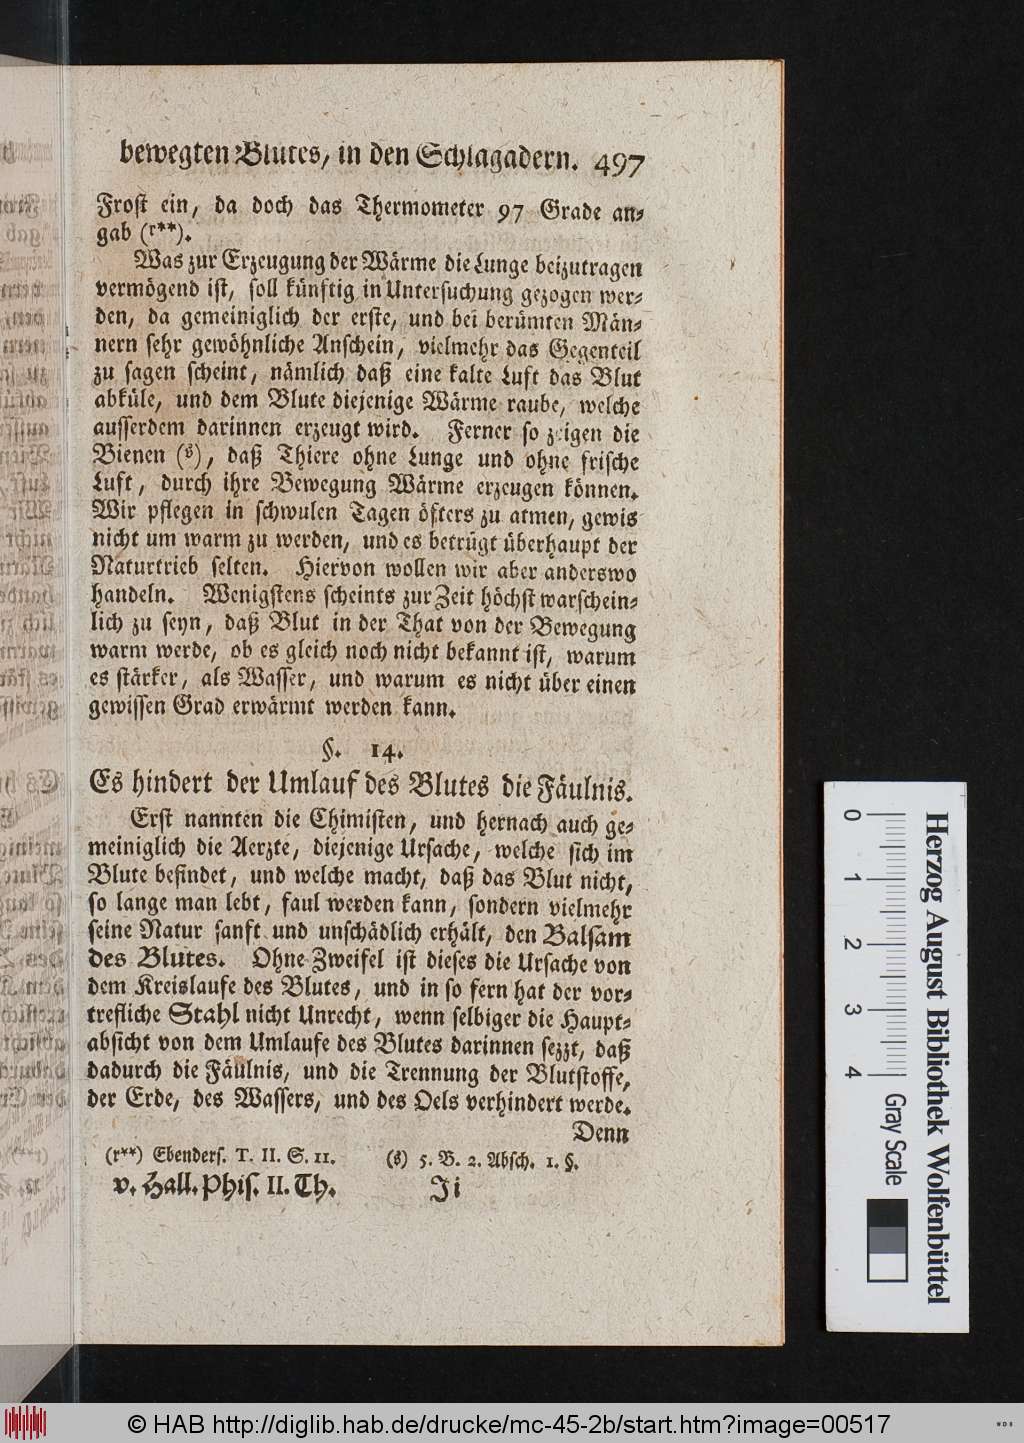 bewegten Blutes, in den Schlagadern. 497
Frost ein, da doch das Thermometer 97 Grade an-
gab (r**).
Was zur Erzeugung der Wärme die Lunge beizutragen
vermögend ist, soll künftig in Untersuchung gezogen wer-
den, da gemeiniglich der erste, und bei berümten Män-
nern sehr gewöhnliche Anschein, vielmehr das Gegenteil
zu sagen scheint, nämlich daß eine kalte Luft das Blut
abküle, und dem Blute diejenige Wärme raube, welche
ausserdem darinnen erzeugt wird. Ferner so zeigen die
Bienen (s), daß Thiere ohne Lunge und ohne frische
Luft, durch ihre Bewegung Wärme erzeugen können.
Wir pflegen in schwulen Tagen öfters zu atmen, gewis
nicht um warm zu werden, und es betrügt überhaupt der
Naturtrieb selten. Hiervon wollen wir aber anderswo
handeln. Wenigstens scheints zur Zeit höchst warschein-
lich zu seyn, daß Blut in der That von der Bewegung
warm werde, ob es gleich noch nicht bekannt ist, warum
es stärker, als Wasser, und warum es nicht über einen
gewissen Grad erwärmt werden kann.
§. 14.
Es hindert der Umlauf des Blutes die Fäulnis.
Erst nannten die Chimisten, und hernach auch ge-
meiniglich die Aerzte, diejenige Ursache, welche sich im
Blute befindet, und welche macht, daß das Blut nicht,
so lange man lebt, faul werden kann, sondern vielmehr
seine Natur sanft und unschädlich erhält, den Balsam
des Blutes. Ohne Zweifel ist dieses die Ursache von
dem Kreislaufe des Blutes, und in so fern hat der vor-
trefliche Stahl nicht Unrecht, wenn selbiger die Haupt-
absicht von dem Umlaufe des Blutes darinnen sezzt, daß
dadurch die Fäulnis, und die Trennung der Blutstoffe,
der Erde, des Wassers, und des Oels verhindert werde.
Denn
(r**) Ebenders. T. II. S. 11. (s) 5. B. 2. Absch. 1. §.
v. Hall. Phis. II. Th. Ji
0 1 2 3 4
Gray Scale
Herzog August Bibliothek Wolfenbüttel
© HAB http://diglib.hab.de/drucke/mc-45-2b/start.htm?image=00517